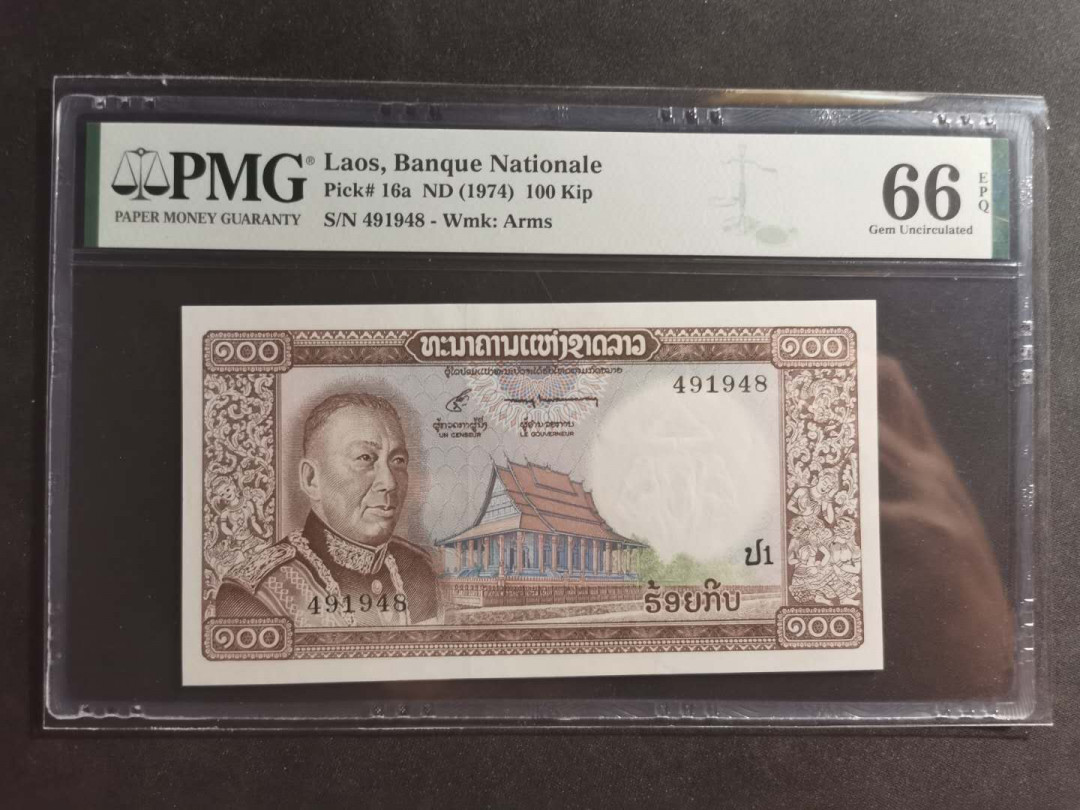 PMG®
PAPER MONEY GUARANTY
Laos, Banque Nationale
Pick# 16a ND (1974) 100 Kip
S/N 491948 - Wmk: Arms
66 EPQ
Gem Uncirculated
໑໐໐
ທະນາຄານແຫ່ງຊາດລາວ
໑໐໐
491948
UN CENSEUR
LE GOUVERNEUR
ປ1
491948
ຮ້ອຍກີບ
໑໐໐
໑໐໐